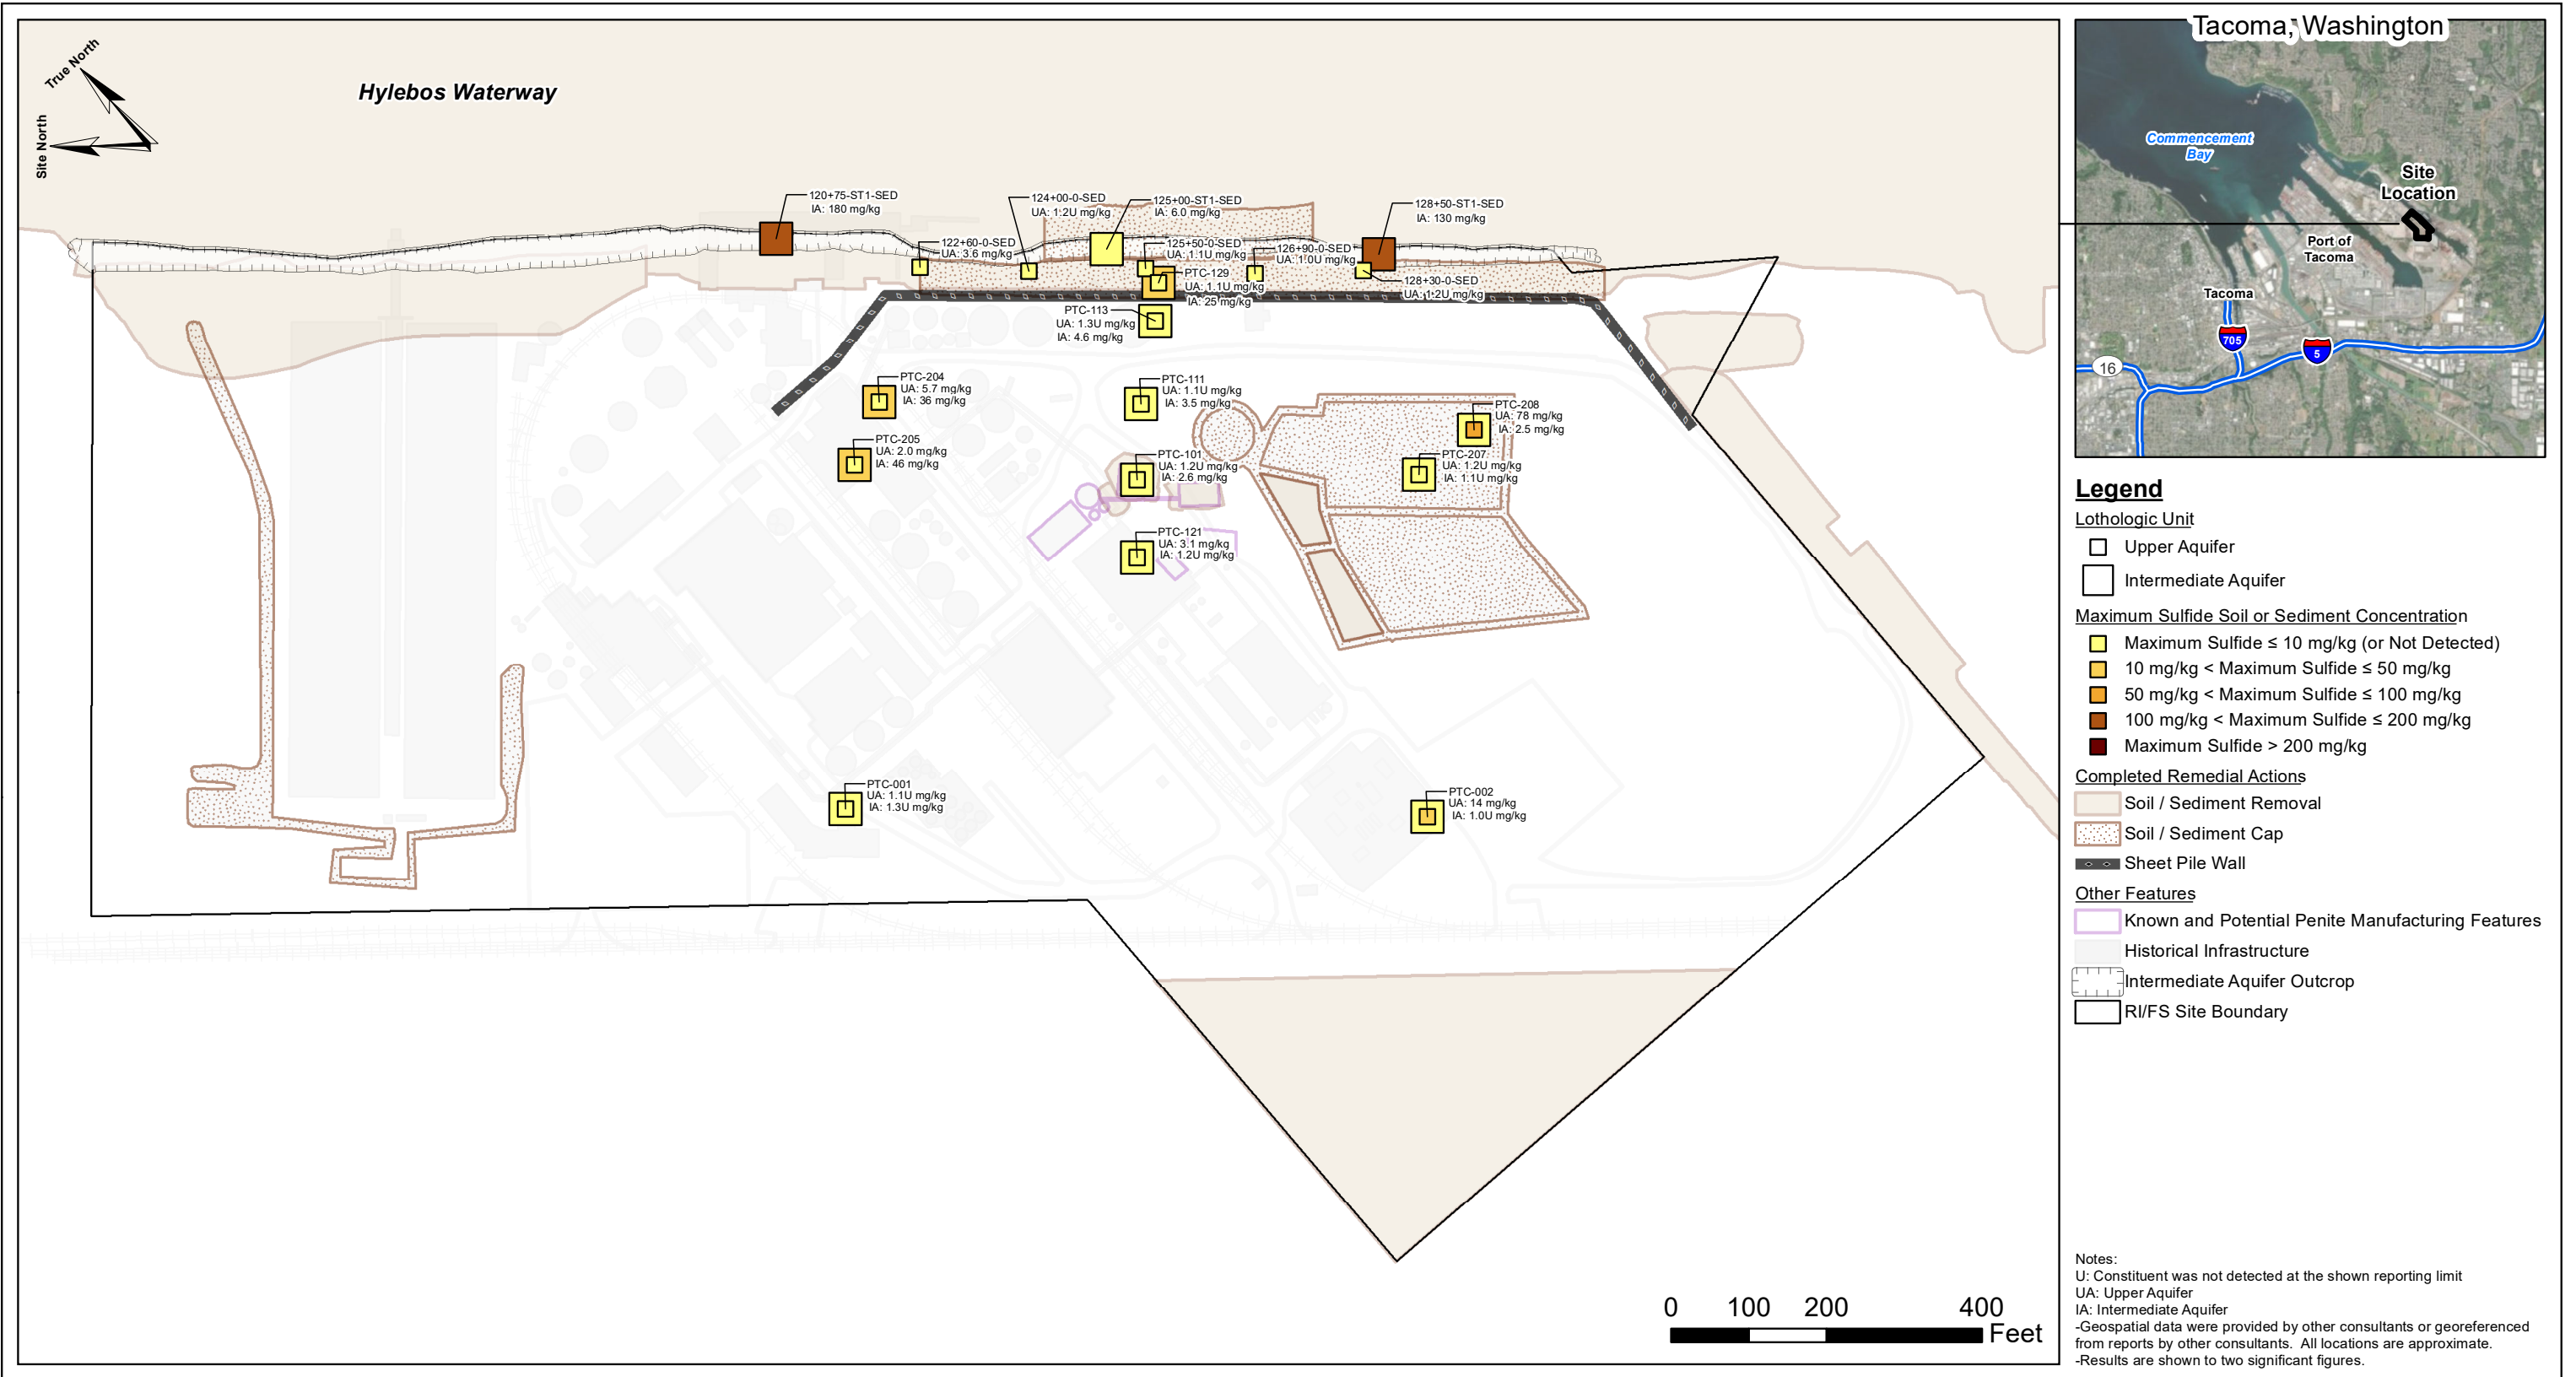 True North
Site North
Hylebos Waterway
120+75-ST1-SED
IA: 180 mg/kg
124+00-0-SED
UA: 1.2U mg/kg
125+00-ST1-SED
IA: 6.0 mg/kg
128+50-ST1-SED
IA: 130 mg/kg
122+60-0-SED
UA: 3.6 mg/kg
125+50-0-SED
UA: 1.1U mg/kg
126+90-0-SED
UA: 1.0U mg/kg
PTC-129
UA: 1.1U mg/kg
IA: 25 mg/kg
128+30-0-SED
UA: 1.2U mg/kg
PTC-113
UA: 1.3U mg/kg
IA: 4.6 mg/kg
PTC-204
UA: 5.7 mg/kg
IA: 36 mg/kg
PTC-111
UA: 1.1U mg/kg
IA: 3.5 mg/kg
PTC-208
UA: 78 mg/kg
IA: 2.5 mg/kg
PTC-205
UA: 2.0 mg/kg
IA: 46 mg/kg
PTC-101
UA: 1.2U mg/kg
IA: 2.6 mg/kg
PTC-207
UA: 1.2U mg/kg
IA: 1.1U mg/kg
PTC-121
UA: 3.1 mg/kg
IA: 1.2U mg/kg
PTC-001
UA: 1.1U mg/kg
IA: 1.3U mg/kg
PTC-002
UA: 14 mg/kg
IA: 1.0U mg/kg
0 100 200 400
Feet
Tacoma, Washington
Commencement
Bay
Site
Location
Port of
Tacoma
Tacoma
705
5
16
Legend
Lothologic Unit
Upper Aquifer
Intermediate Aquifer
Maximum Sulfide Soil or Sediment Concentration
Maximum Sulfide ≤ 10 mg/kg (or Not Detected)
10 mg/kg < Maximum Sulfide ≤ 50 mg/kg
50 mg/kg < Maximum Sulfide ≤ 100 mg/kg
100 mg/kg < Maximum Sulfide ≤ 200 mg/kg
Maximum Sulfide > 200 mg/kg
Completed Remedial Actions
Soil / Sediment Removal
Soil / Sediment Cap
Sheet Pile Wall
Other Features
Known and Potential Penite Manufacturing Features
Historical Infrastructure
Intermediate Aquifer Outcrop
RI/FS Site Boundary
Notes:
U: Constituent was not detected at the shown reporting limit
UA: Upper Aquifer
IA: Intermediate Aquifer
-Geospatial data were provided by other consultants or georeferenced
from reports by other consultants. All locations are approximate.
-Results are shown to two significant figures.